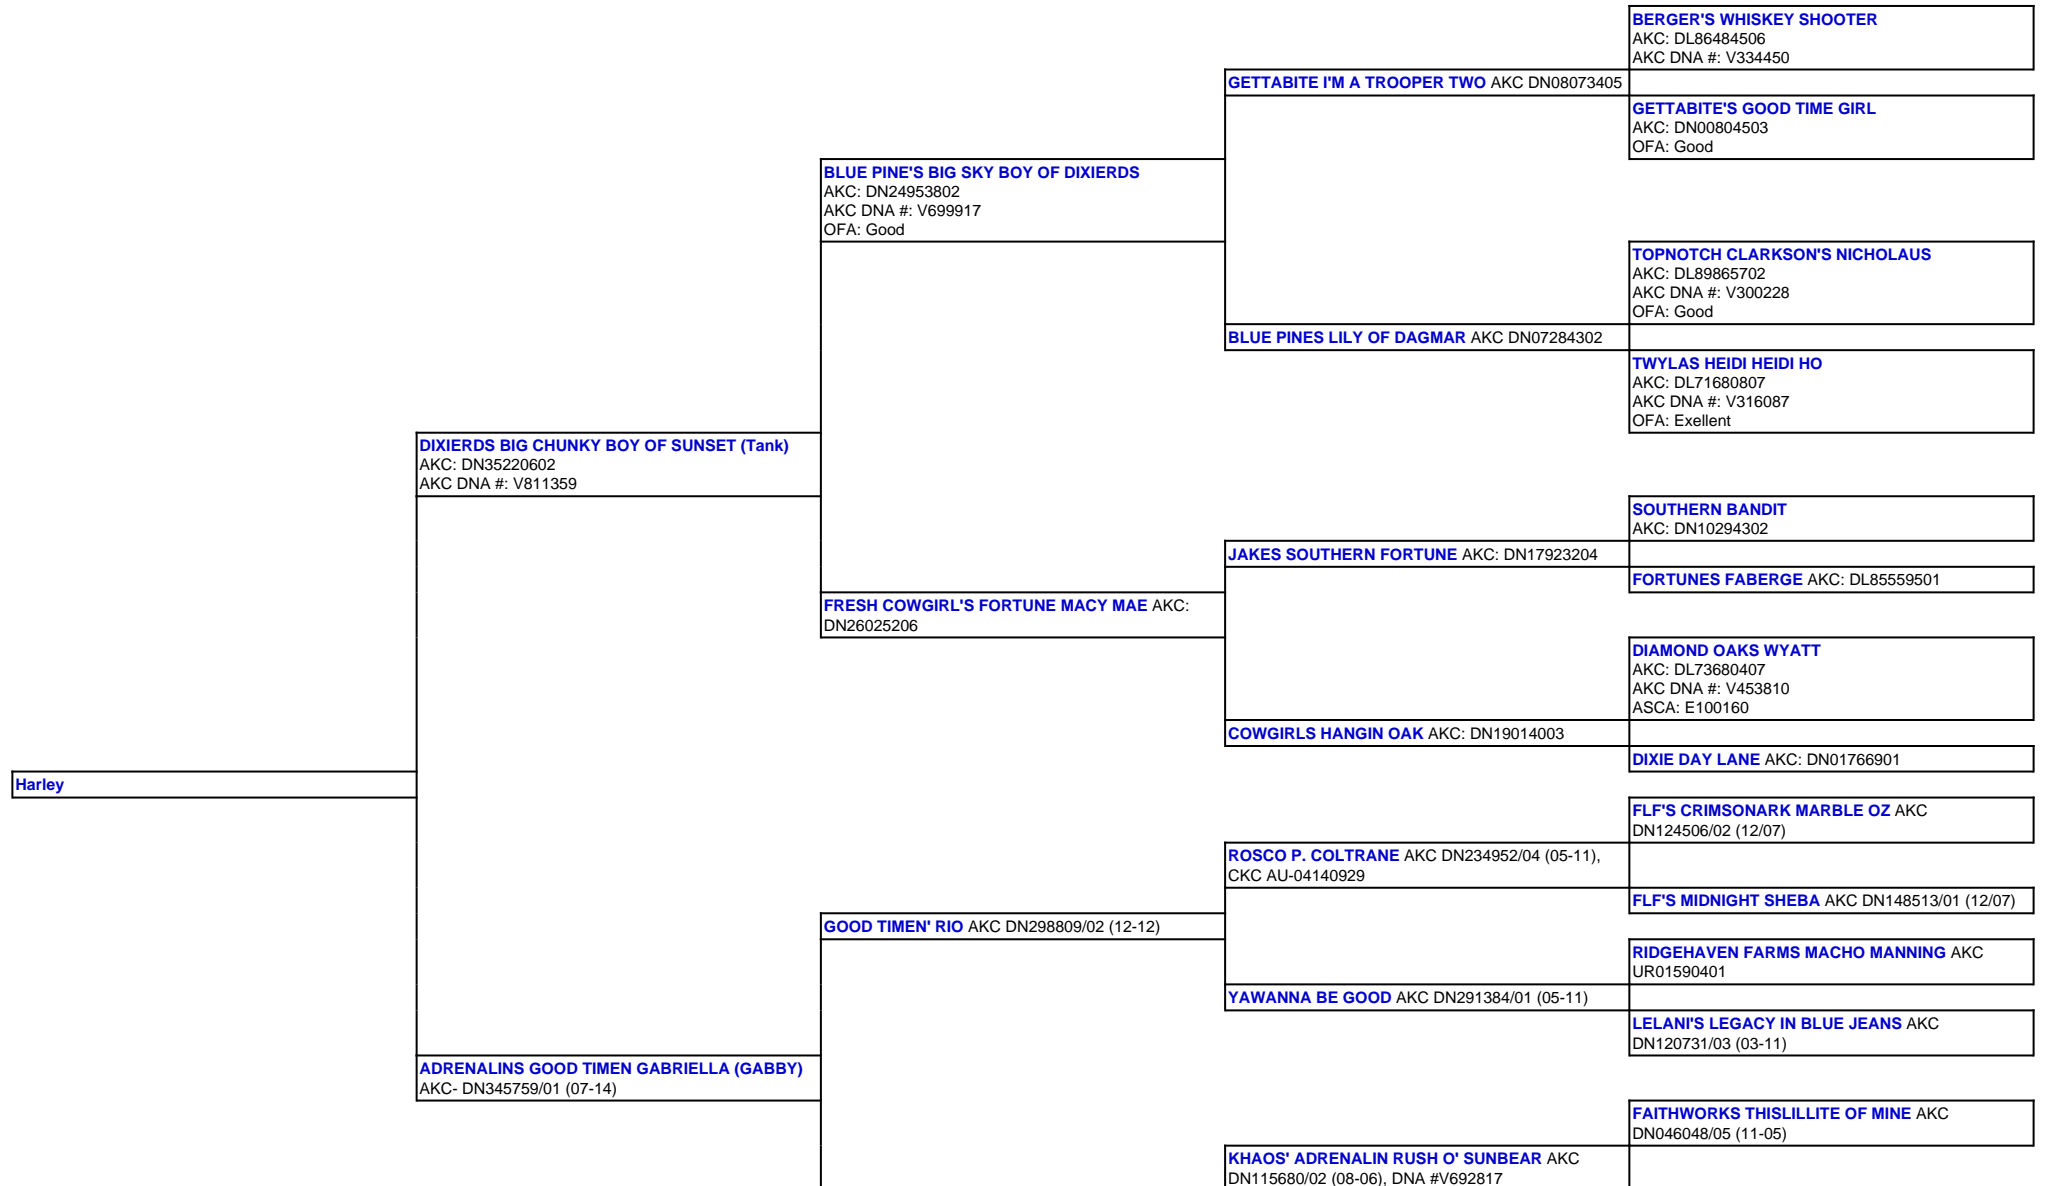 BERGER'S WHISKEY SHOOTER
AKC: DL86484506
AKC DNA #: V334450
GETTABITE I'M A TROOPER TWO AKC DN08073405
GETTABITE'S GOOD TIME GIRL
AKC: DN00804503
OFA: Good
BLUE PINE'S BIG SKY BOY OF DIXIERDS
AKC: DN24953802
AKC DNA #: V699917
OFA: Good
TOPNOTCH CLARKSON'S NICHOLAUS
AKC: DL89865702
AKC DNA #: V300228
OFA: Good
BLUE PINES LILY OF DAGMAR AKC DN07284302
TWYLAS HEIDI HEIDI HO
AKC: DL71680807
AKC DNA #: V316087
OFA: Exellent
DIXIERDS BIG CHUNKY BOY OF SUNSET (Tank)
AKC: DN35220602
AKC DNA #: V811359
SOUTHERN BANDIT
AKC: DN10294302
JAKES SOUTHERN FORTUNE AKC: DN17923204
FORTUNES FABERGE AKC: DL85559501
FRESH COWGIRL'S FORTUNE MACY MAE AKC:
DN26025206
DIAMOND OAKS WYATT
AKC: DL73680407
AKC DNA #: V453810
ASCA: E100160
COWGIRLS HANGIN OAK AKC: DN19014003
DIXIE DAY LANE AKC: DN01766901
Harley
FLF'S CRIMSONARK MARBLE OZ AKC
DN124506/02 (12/07)
ROSCO P. COLTRANE AKC DN234952/04 (05-11),
CKC AU-04140929
FLF'S MIDNIGHT SHEBA AKC DN148513/01 (12/07)
GOOD TIMEN' RIO AKC DN298809/02 (12-12)
RIDGEHAVEN FARMS MACHO MANNING AKC
UR01590401
YAWANNA BE GOOD AKC DN291384/01 (05-11)
LELANI'S LEGACY IN BLUE JEANS AKC
DN120731/03 (03-11)
ADRENALINS GOOD TIMEN GABRIELLA (GABBY)
AKC- DN345759/01 (07-14)
FAITHWORKS THISLILLITE OF MINE AKC
DN046048/05 (11-05)
KHAOS' ADRENALIN RUSH O' SUNBEAR AKC
DN115680/02 (08-06), DNA #V692817